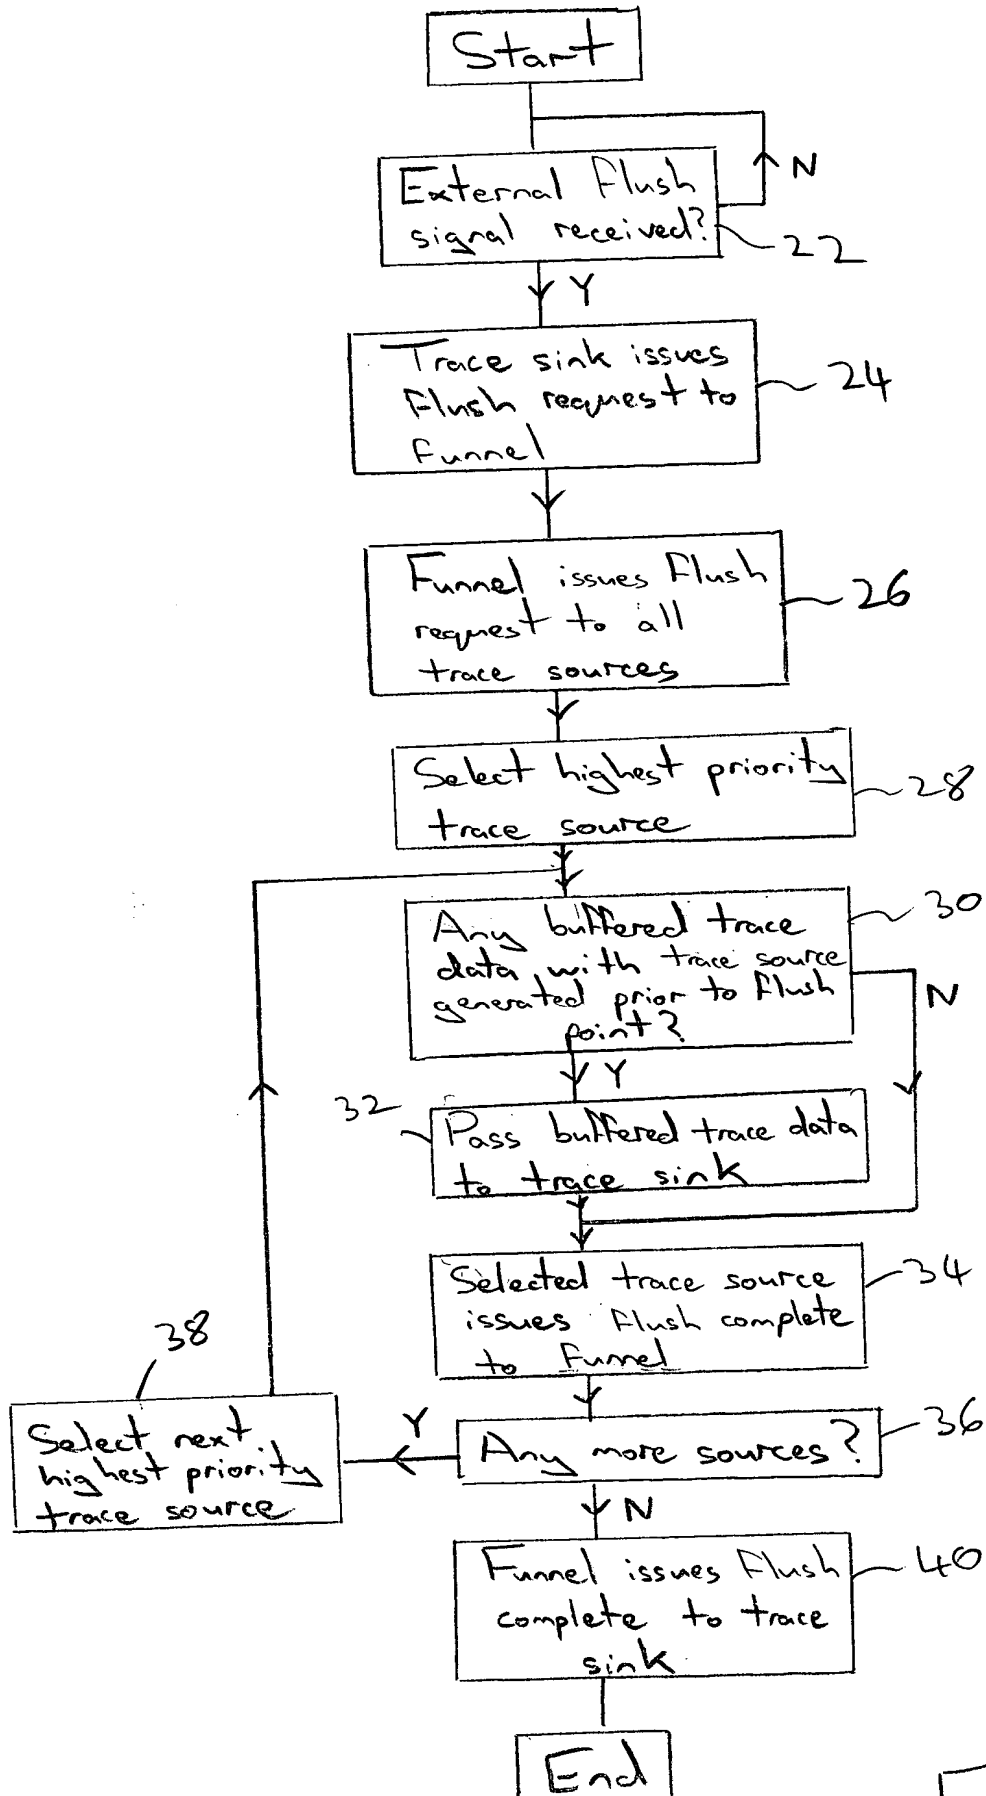 Start
N
External Flush
signal received?
22
Y
Trace sink issues
Flush request to
funnel
24
Funnel issues Flush
request to all
trace sources
26
Select highest priority
trace source
28
Any buffered trace
data with trace source
generated prior to flush
point?
30
N
Y
32
Pass buffered trace data
to trace sink
Selected trace source
issues flush complete
to funnel
34
38
Select next
highest priority
trace source
Y
Any more sources?
36
N
Funnel issues Flush
complete to trace
sink
40
End